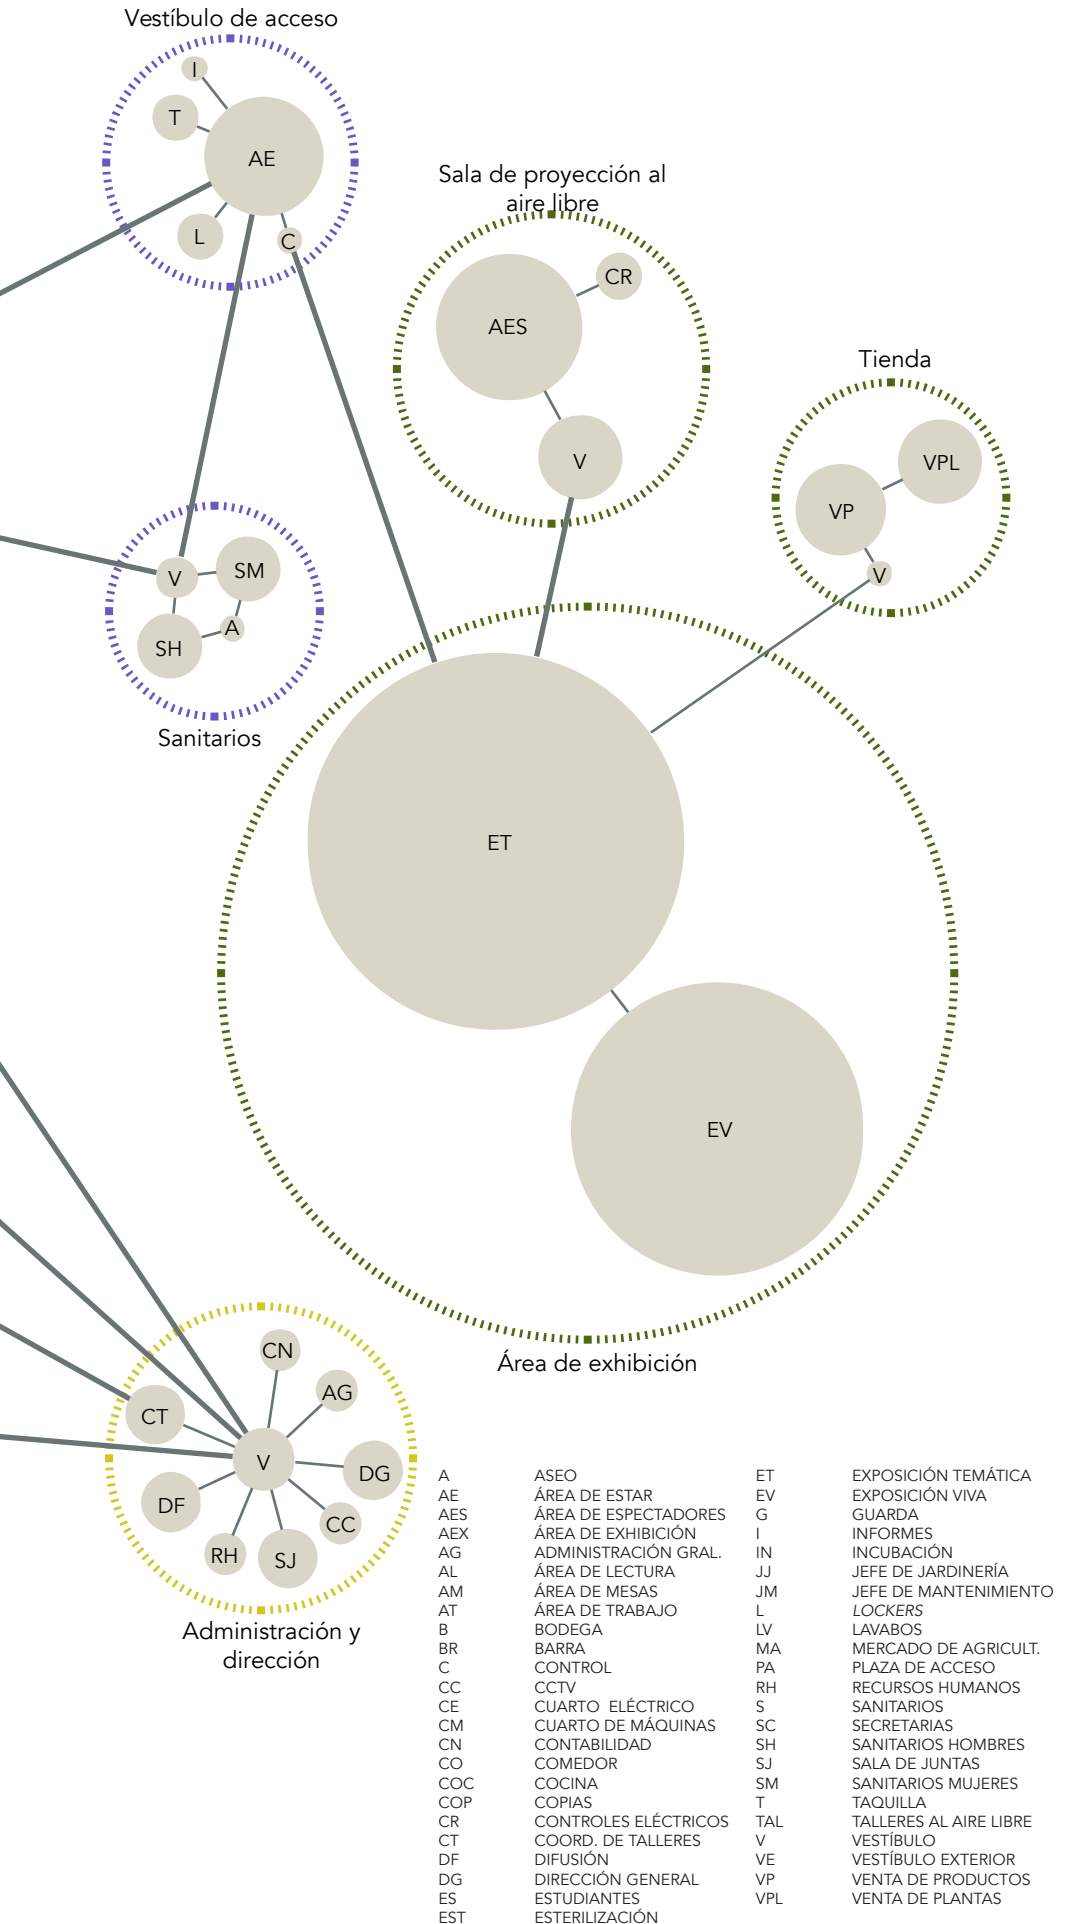 Vestíbulo de acceso
I
T
AE
L
C
Sala de proyección al
aire libre
CR
AES
V
Tienda
VPL
VP
V
V
SM
A
SH
Sanitarios
ET
EV
Área de exhibición
CN
AG
CT
V
DG
DF
CC
RH
SJ
Administración y
dirección
A ASEO
AE ÁREA DE ESTAR
AES ÁREA DE ESPECTADORES
AEX ÁREA DE EXHIBICIÓN
AG ADMINISTRACIÓN GRAL.
AL ÁREA DE LECTURA
AM ÁREA DE MESAS
AT ÁREA DE TRABAJO
B BODEGA
BR BARRA
C CONTROL
CC CCTV
CE CUARTO ELÉCTRICO
CM CUARTO DE MÁQUINAS
CN CONTABILIDAD
CO COMEDOR
COC COCINA
COP COPIAS
CR CONTROLES ELÉCTRICOS
CT COORD. DE TALLERES
DF DIFUSIÓN
DG DIRECCIÓN GENERAL
ES ESTUDIANTES
EST ESTERILIZACIÓN
ET EXPOSICIÓN TEMÁTICA
EV EXPOSICIÓN VIVA
G GUARDA
I INFORMES
IN INCUBACIÓN
JJ JEFE DE JARDINERÍA
JM JEFE DE MANTENIMIENTO
L LOCKERS
LV LAVABOS
MA MERCADO DE AGRICULT.
PA PLAZA DE ACCESO
RH RECURSOS HUMANOS
S SANITARIOS
SC SECRETARIAS
SH SANITARIOS HOMBRES
SJ SALA DE JUNTAS
SM SANITARIOS MUJERES
T TAQUILLA
TAL TALLERES AL AIRE LIBRE
V VESTÍBULO
VE VESTÍBULO EXTERIOR
VP VENTA DE PRODUCTOS
VPL VENTA DE PLANTAS